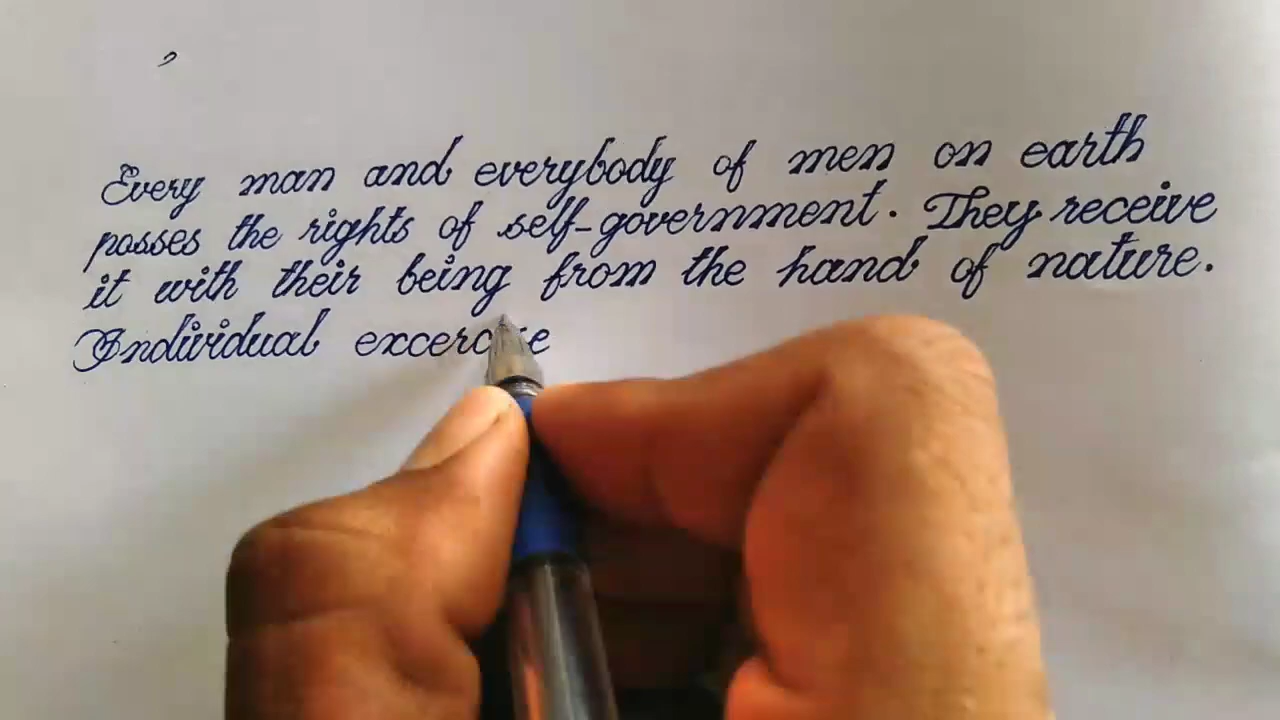 Every man and everybody of men on earth
posses the rights of self-government. They receive
it with their being from the hand of nature.
Individual